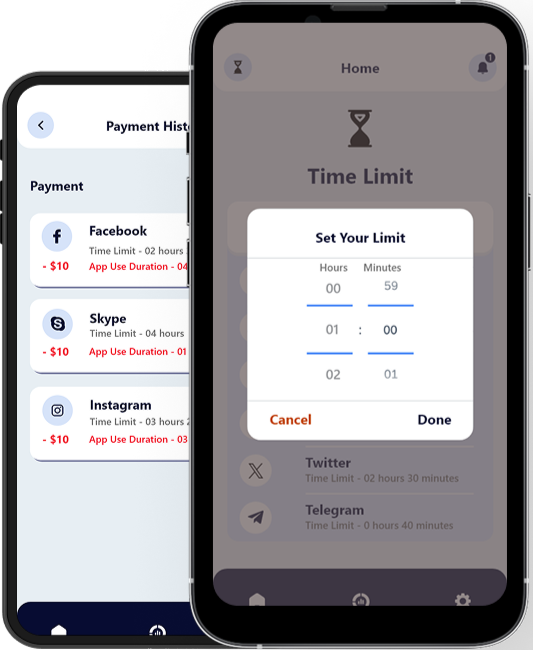 Payment Hist
Payment
Facebook
Time Limit - 02 hours
- $10
App Use Duration - 04
Skype
Time Limit - 04 hours
- $10
App Use Duration - 01
Instagram
Time Limit - 03 hours 2
- $10
App Use Duration - 03
Home
1
Time Limit
Set Your Limit
Hours Minutes
00 59
01 : 00
02 01
Cancel Done
Twitter
Time Limit - 02 hours 30 minutes
Telegram
Time Limit - 0 hours 40 minutes